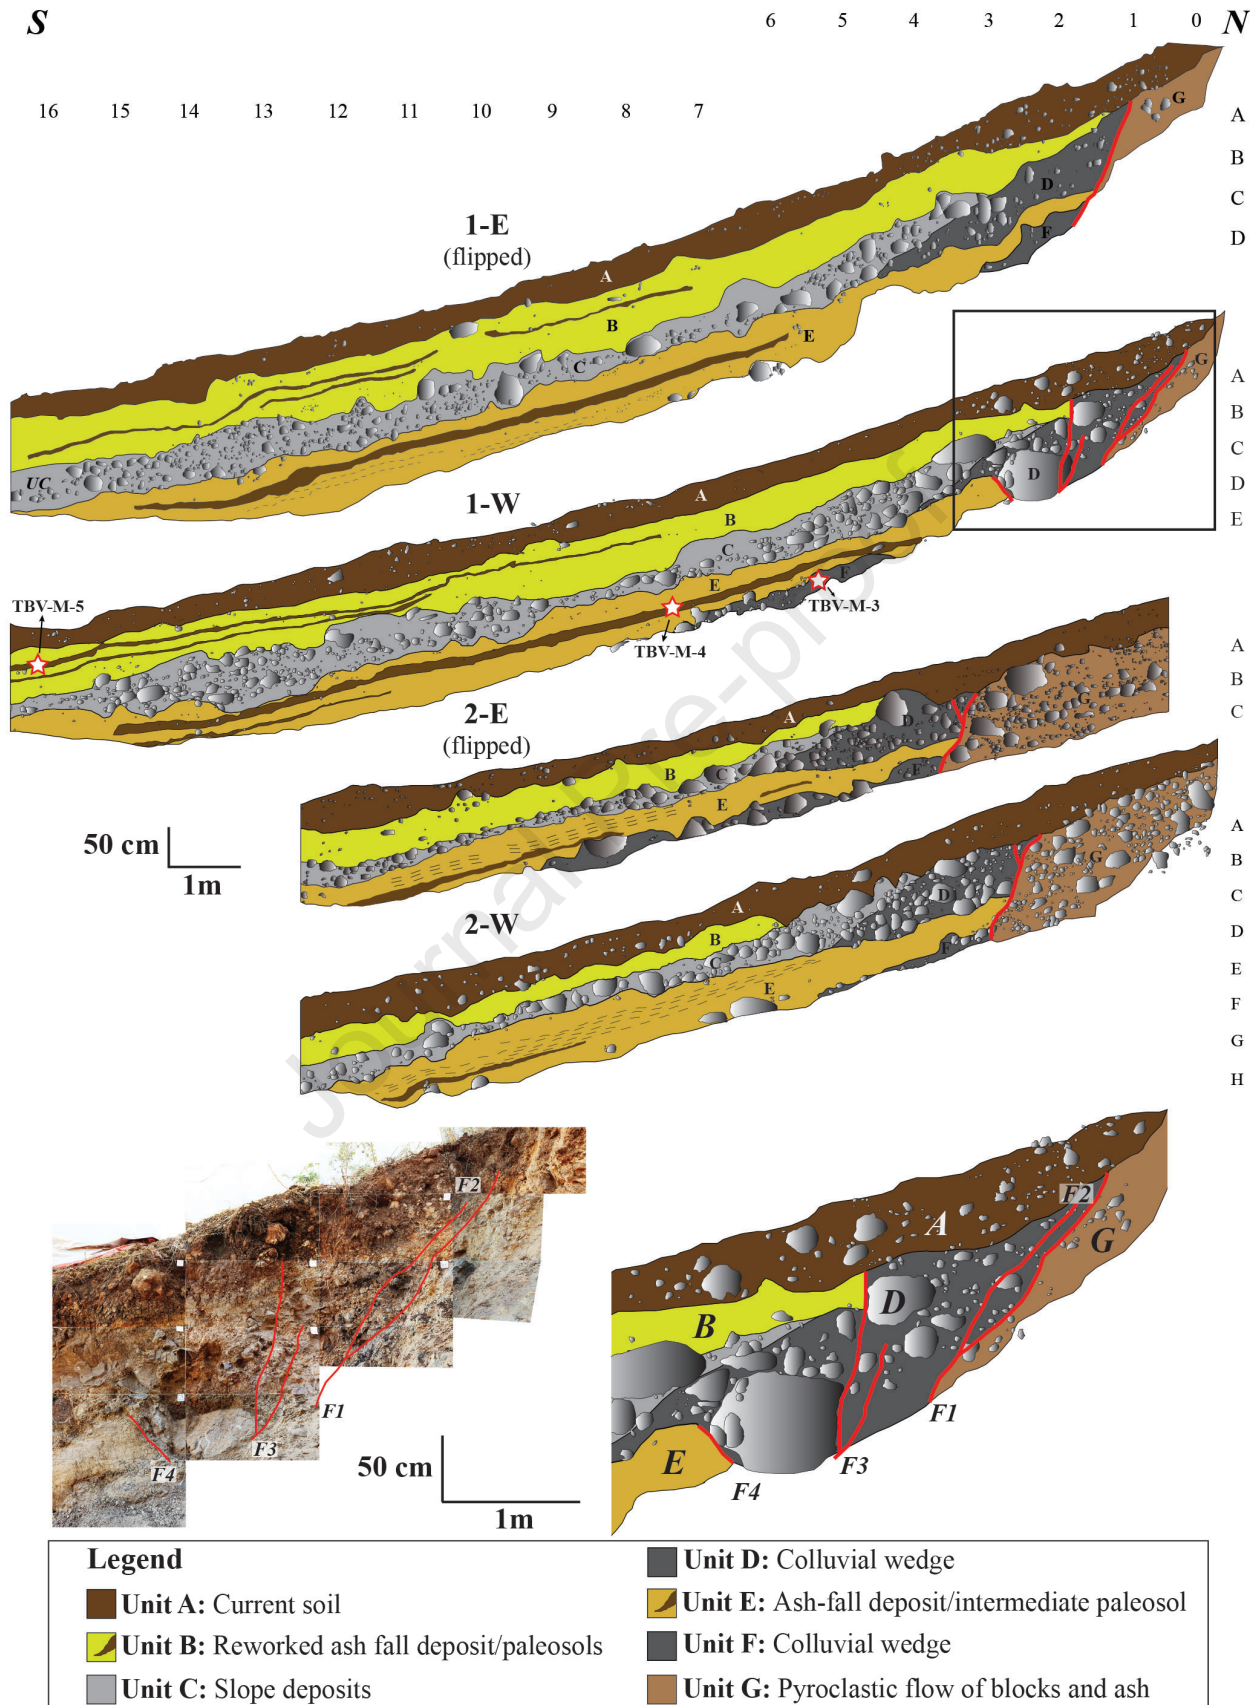 S 6 5 4 3 2 1 0 N
16 15 14 13 12 11 10 9 8 7
G
A
B
C
D
D
F
1-E
(flipped)
A
B
C
E
UC
G
A
B
C
D
E
D
1-W
A
B
C
E
F
TBV-M-5
TBV-M-3
TBV-M-4
2-E
(flipped)
A
B
C
G
A
D
B
C
E
F
50 cm
1m
A
B
C
D
E
F
G
H
G
D
2-W
A
B
C
F
E
Journal Pre-proof
F2
F1
F3
F4
50 cm
1m
F2
A
G
D
B
F1
E
F3
F4
Legend
Unit A: Current soil
Unit B: Reworked ash fall deposit/paleosols
Unit C: Slope deposits
Unit D: Colluvial wedge
Unit E: Ash-fall deposit/intermediate paleosol
Unit F: Colluvial wedge
Unit G: Pyroclastic flow of blocks and ash